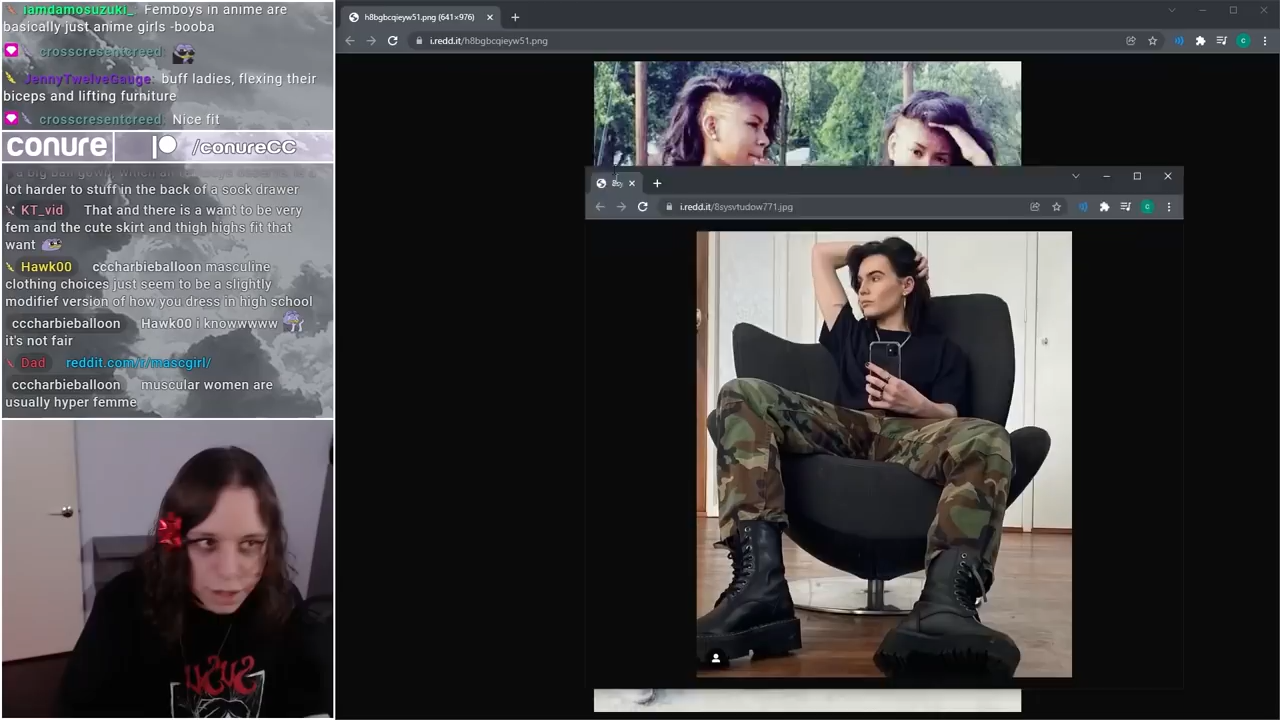 iamdamosuzuki_: Femboys in anime are
basically just anime girls -booba
crosscresentcreed:
JennyTwelveGauge: buff ladies, flexing their
biceps and lifting furniture
crosscresentcreed: Nice fit
conure /conureCC
lot harder to stuff in the back of a sock drawer
KT_vid That and there is a want to be very
fem and the cute skirt and thigh highs fit that
want
Hawk00 cccharbieballoon masculine
clothing choices just seem to be a slightly
modifief version of how you dress in high school
cccharbieballoon Hawk00 i knowwwww
it's not fair
Dad reddit.com/r/mascgirl/
cccharbieballoon muscular women are
usually hyper femme
h8bgbcqieyw51.png (641×976)
i.redd.it/h8bgbcqieyw51.png
i.redd.it/8sysvtudow771.jpg